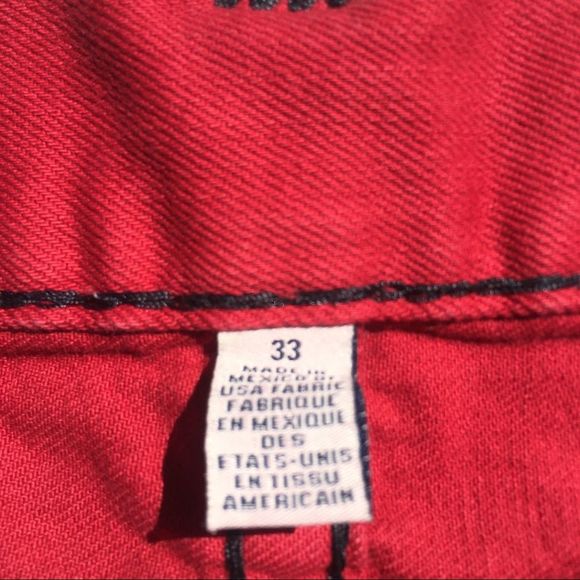 33
MADE IN
MEXICO OF
USA FABRIC
FABRIQUE
EN MEXIQUE
DES
ETATS-UNIS
EN TISSU
AMERICAIN